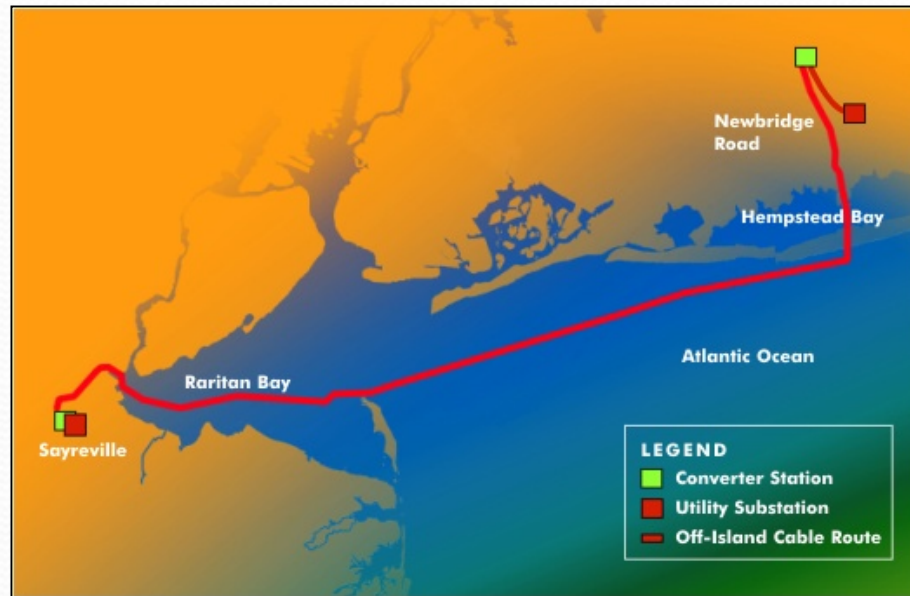 Newbridge
Road
Hempstead Bay
Atlantic Ocean
Raritan Bay
Sayreville
LEGEND
Converter Station
Utility Substation
Off-Island Cable Route